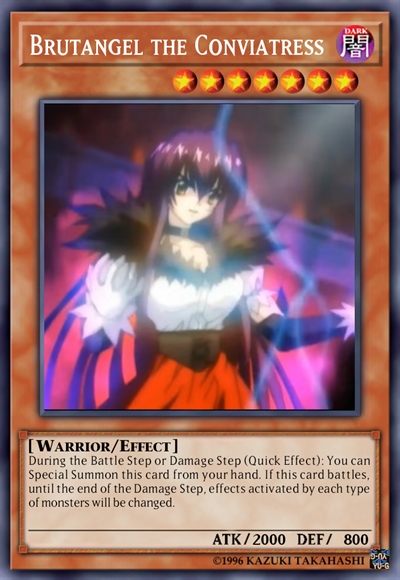 Brutangel the Conviatress
DARK
闇
[Warrior/Effect]
During the Battle Step or Damage Step (Quick Effect): You can
Special Summon this card from your hand. If this card battles,
until the end of the Damage Step, effects activated by each type
of monsters will be changed.
ATK/2000 DEF/ 800
©1996 KAZUKI TAKAHASHI